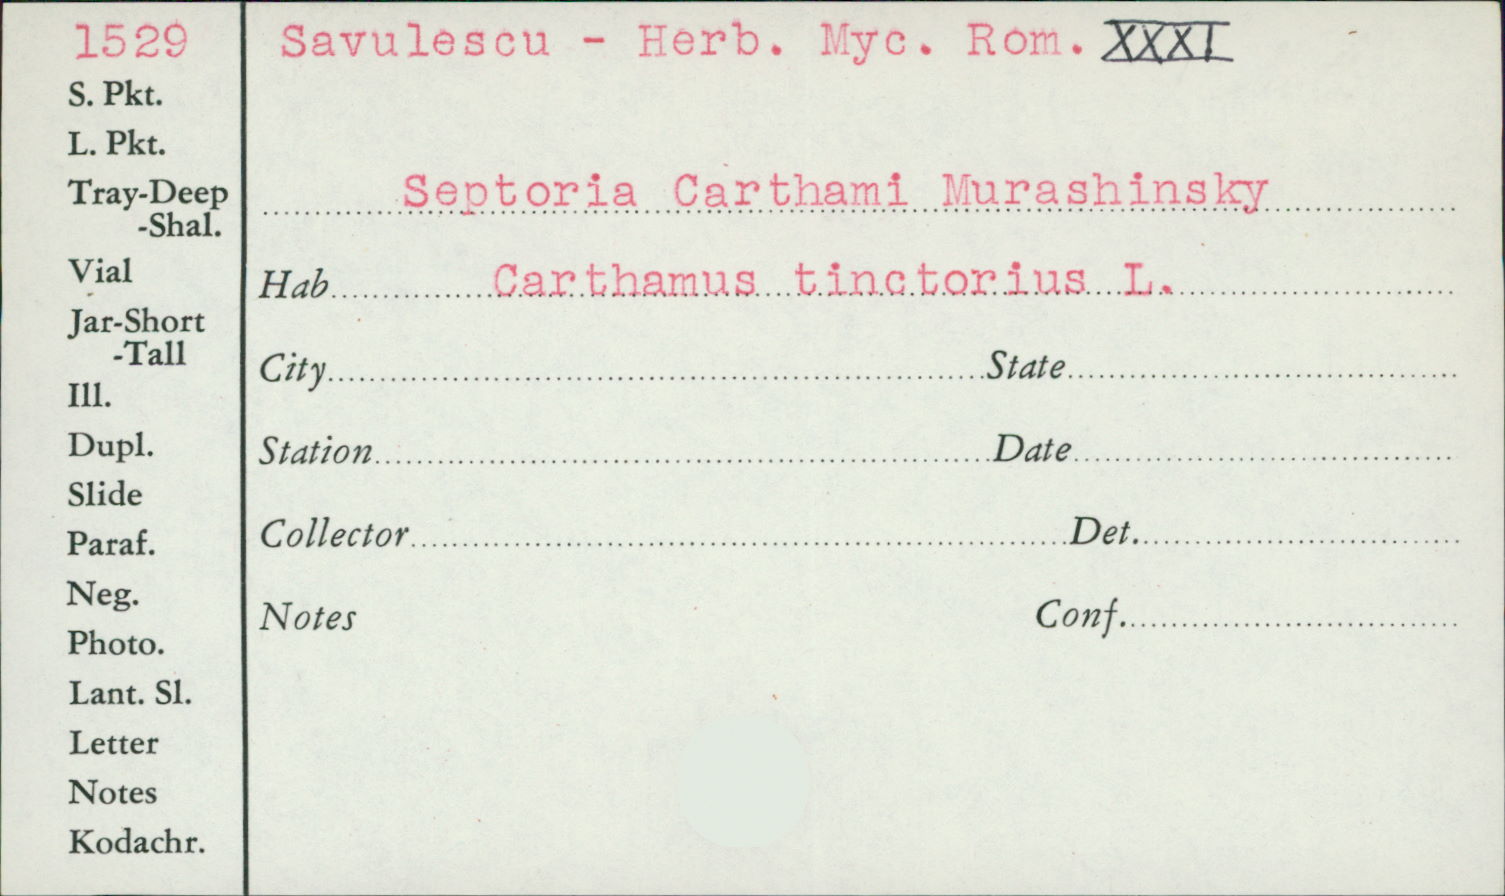 1529
Savulescu - Herb. Myc. Rom. XXXI
S. Pkt.
L. Pkt.
Tray-Deep
-Shal.
Vial
Jar-Short
-Tall
Ill.
Dupl.
Slide
Paraf.
Neg.
Photo.
Lant. Sl.
Letter
Notes
Kodachr.
Septoria Carthami Murashinsky
Hab. Carthamus tinctorius L.
City State
Station Date
Collector Det.
Notes Conf.